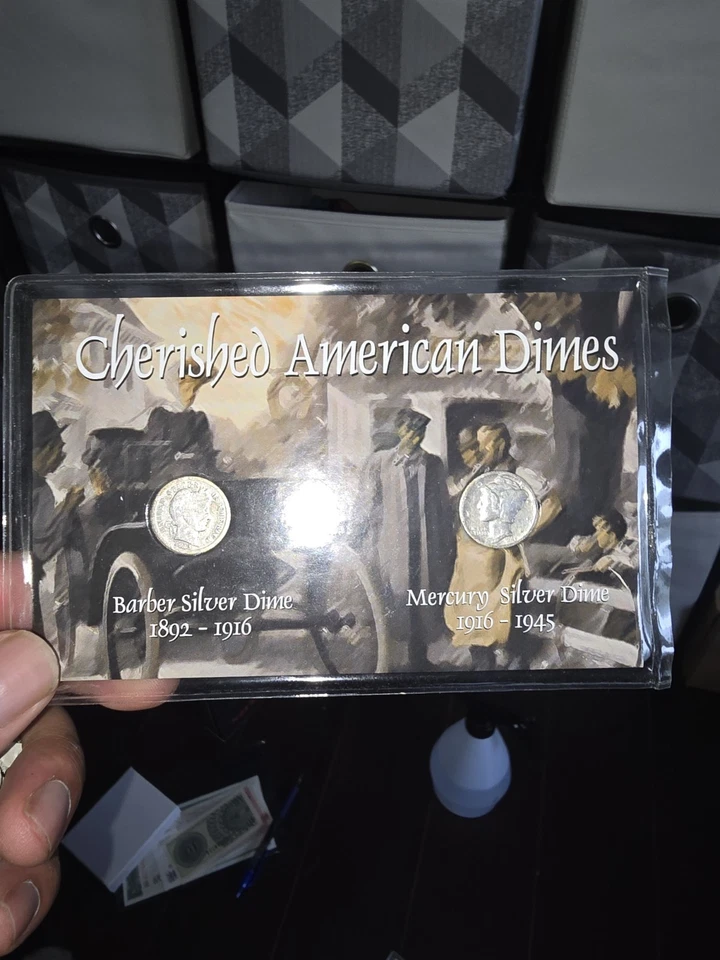 Cherished American Dimes
Barber Silver Dime
1892 - 1916
Mercury Silver Dime
1916 - 1945